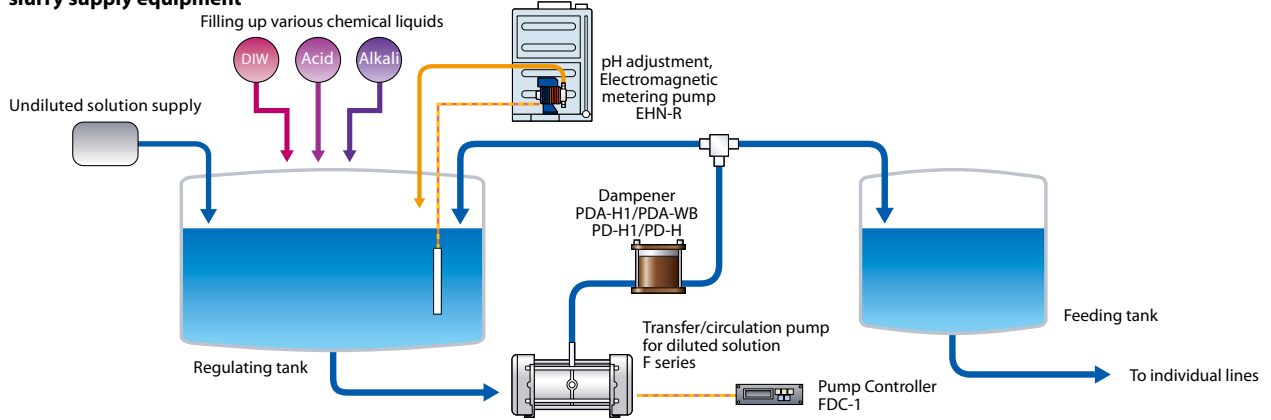 slurry supply equipment
Filling up various chemical liquids
DIW
Acid
Alkali
Undiluted solution supply
pH adjustment,
Electromagnetic
metering pump
EHN-R
Dampener
PDA-H1/PDA-WB
PD-H1/PD-H
Regulating tank
Transfer/circulation pump
for diluted solution
F series
Feeding tank
Pump Controller
FDC-1
To individual lines